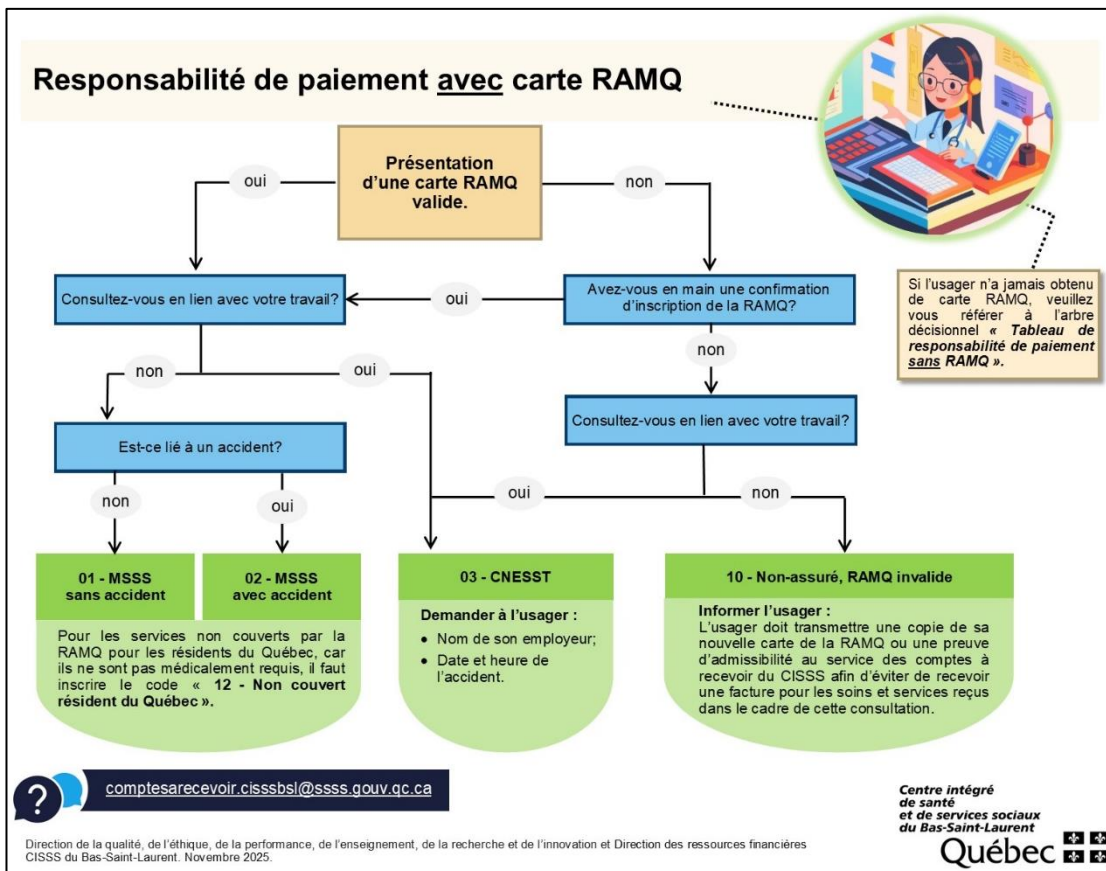 Responsabilité de paiement avec carte RAMQ
Présentation
d'une carte RAMQ
valide.
oui
non
Consultez-vous en lien avec votre travail?
oui
Avez-vous en main une confirmation
d'inscription de la RAMQ?
Si l'usager n'a jamais obtenu
de carte RAMQ, veuillez
vous référer à l'arbre
décisionnel « Tableau de
responsabilité de paiement
sans RAMQ ».
non
oui
non
Est-ce lié à un accident?
Consultez-vous en lien avec votre travail?
non
oui
oui
non
01 - MSSS
sans accident
02 - MSSS
avec accident
Pour les services non couverts par la
RAMQ pour les résidents du Québec, car
ils ne sont pas médicalement requis, il faut
inscrire le code « 12 - Non couvert
résident du Québec ».
03 - CNESST
Demander à l'usager :
• Nom de son employeur;
• Date et heure de
l'accident.
10 - Non-assuré, RAMQ invalide
Informer l'usager :
L'usager doit transmettre une copie de sa
nouvelle carte de la RAMQ ou une preuve
d'admissibilité au service des comptes à
recevoir du CISSS afin d'éviter de recevoir
une facture pour les soins et services reçus
dans le cadre de cette consultation.
?
comptesarecevoir.cisssbsl@ssss.gouv.qc.ca
Direction de la qualité, de l'éthique, de la performance, de l'enseignement, de la recherche et de l'innovation et Direction des ressources financières
CISSS du Bas-Saint-Laurent. Novembre 2025.
Centre intégré
de santé
et de services sociaux
du Bas-Saint-Laurent
Québec